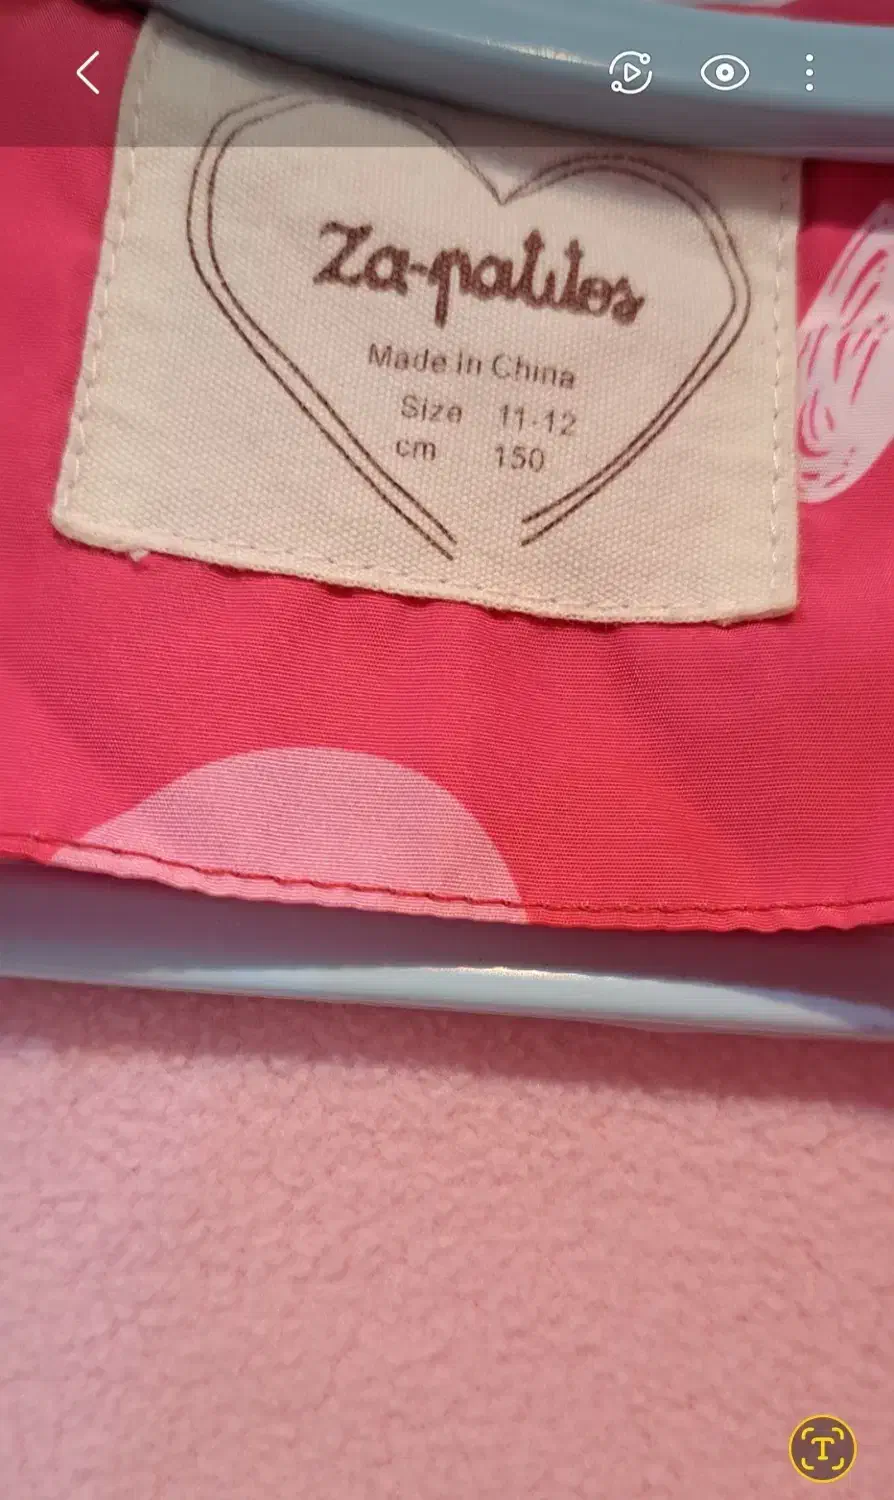 Za-patitos
Made in China
Size 11-12
cm 150
T